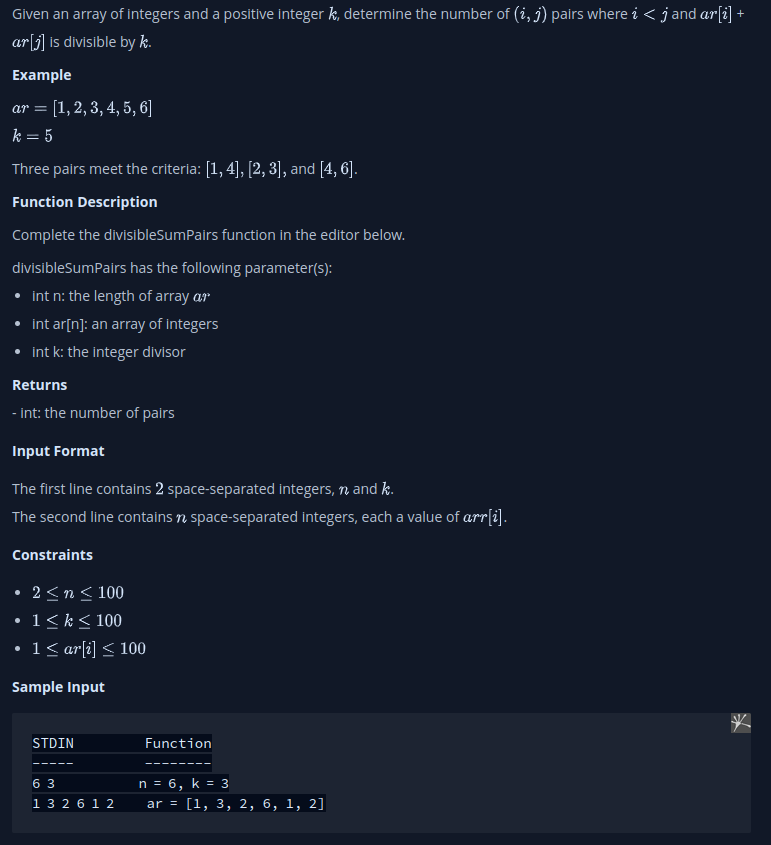 Given an array of integers and a positive integer k, determine the number of (i, j) pairs where i < j and ar[i] +
ar[j] is divisible by k.
Example
ar = [1, 2, 3, 4, 5, 6]
k = 5
Three pairs meet the criteria: [1, 4], [2, 3], and [4, 6].
Function Description
Complete the divisibleSumPairs function in the editor below.
divisibleSumPairs has the following parameter(s):
• int n: the length of array ar
• int ar[n]: an array of integers
• int k: the integer divisor
Returns
- int: the number of pairs
Input Format
The first line contains 2 space-separated integers, n and k.
The second line contains n space-separated integers, each a value of arr[i].
Constraints
• 2 ≤ n ≤ 100
• 1 ≤ k ≤ 100
• 1 ≤ ar[i] ≤ 100
Sample Input
STDIN Function
----- --------
6 3 n = 6, k = 3
1 3 2 6 1 2 ar = [1, 3, 2, 6, 1, 2]